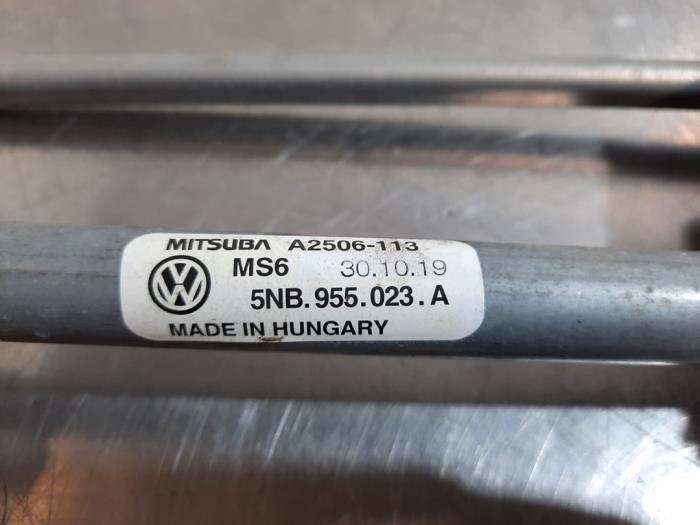 MITSUBA A2506-113
MS6 30.10.19
5NB.955.023.A
MADE IN HUNGARY